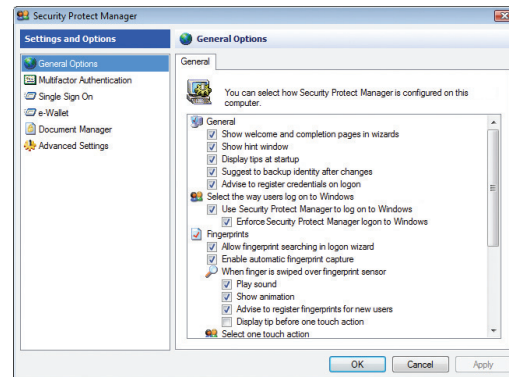 Security Protect Manager
Settings and Options
General Options
Multifactor Authentication
Single Sign On
e-Wallet
Document Manager
Advanced Settings
General Options
General
You can select how Security Protect Manager is configured on this
computer.
General
Show welcome and completion pages in wizards
Show hint window
Display tips at startup
Suggest to backup identity after changes
Advise to register credentials on logon
Select the way users log on to Windows
Use Security Protect Manager to log on to Windows
Enforce Security Protect Manager logon to Windows
Fingerprints
Allow fingerprint searching in logon wizard
Enable automatic fingerprint capture
When finger is swiped over fingerprint sensor
Play sound
Show animation
Advise to register fingerprints for new users
Display tip before one touch action
Select one touch action
OK
Cancel
Apply